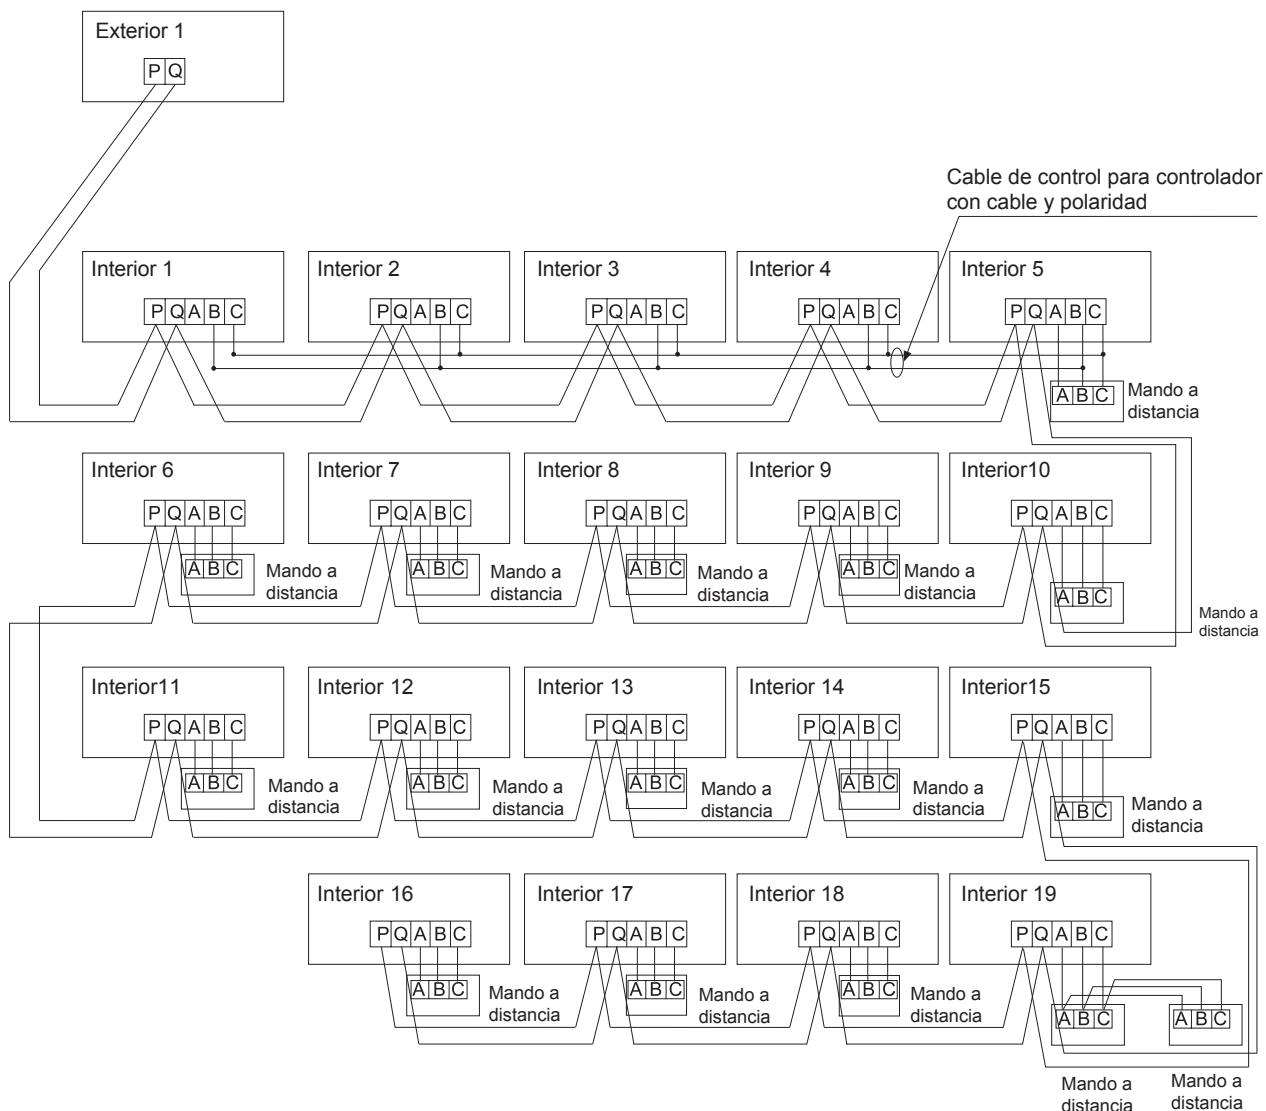 Exterior 1
P Q
Cable de control para controlador
con cable y polaridad
Interior 1
Interior 2
Interior 3
Interior 4
Interior 5
P Q A B C
P Q A B C
P Q A B C
P Q A B C
P Q A B C
A B C
Mando a
distancia
Interior 6
Interior 7
Interior 8
Interior 9
Interior10
P Q A B C
P Q A B C
P Q A B C
P Q A B C
P Q A B C
A B C
Mando a
distancia
A B C
Mando a
distancia
A B C
Mando a
distancia
A B C
Mando a
distancia
A B C
Mando a
distancia
Interior11
Interior 12
Interior 13
Interior 14
Interior15
P Q A B C
P Q A B C
P Q A B C
P Q A B C
P Q A B C
A B C
Mando a
distancia
A B C
Mando a
distancia
A B C
Mando a
distancia
A B C
Mando a
distancia
A B C
Mando a
distancia
Interior 16
Interior 17
Interior 18
Interior 19
P Q A B C
P Q A B C
P Q A B C
P Q A B C
A B C
Mando a
distancia
A B C
Mando a
distancia
A B C
Mando a
distancia
A B C
A B C
Mando a
distancia
Mando a
distancia